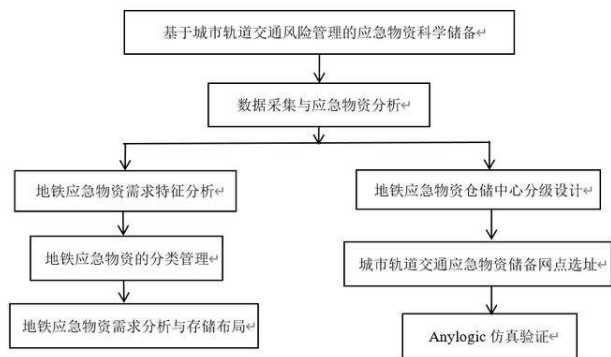 基于城市轨道交通风险管理的应急物资科学储备↵
数据采集与应急物资分析↵
地铁应急物资需求特征分析↵
地铁应急物资仓储中心分级设计↵
地铁应急物资的分类管理↵
城市轨道交通应急物资储备网点选址↵
地铁应急物资需求分析与存储布局↵
Anylogic 仿真验证↵